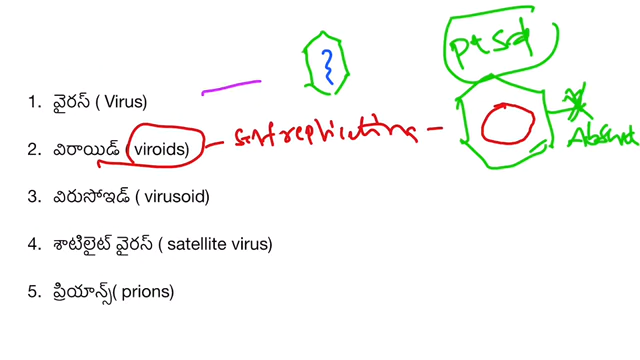 ptsd
1. వైరస్ ( Virus)
2. విరాయిడ్ ( viroids) - self replicating -
Absent
3. విరుసోఇడ్ ( virusoid)
4. శాటిలైట్ వైరస్ ( satellite virus)
5. ప్రియాన్స్( prions)